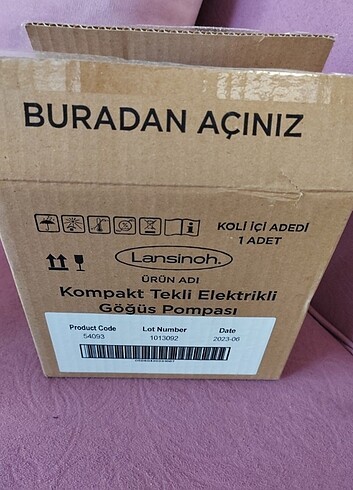 BURADAN AÇINIZ
KOLİ İÇİ ADEDİ
1 ADET
Lansinoh.
ÜRÜN ADI
Kompakt Tekli Elektrikli
Göğüs Pompası
Product Code Lot Number Date
54093 1013092 2023-06